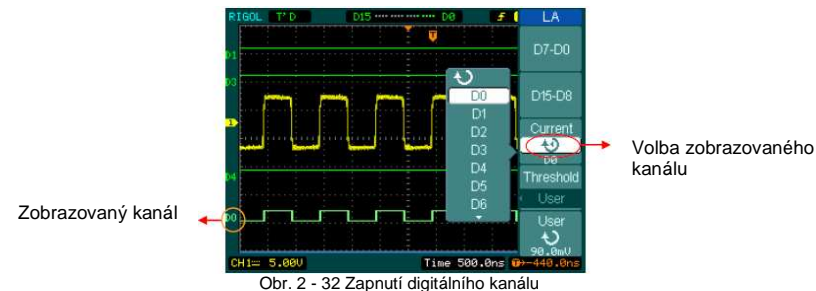 RIGOL T'D D15 ---- ---- ---- ---- D0 LA
D7-D0
D1
D3
D0
D15-D8
D1
D2
Current
1
D3
D0
Volba zobrazovaného
kanálu
D4
D4
Threshold
D5
User
D6
Zobrazovaný kanál
D0
User
90.0mV
CH1 5.00V Time 500.0ns -440.0ns
Obr. 2 - 32 Zapnutí digitálního kanálu